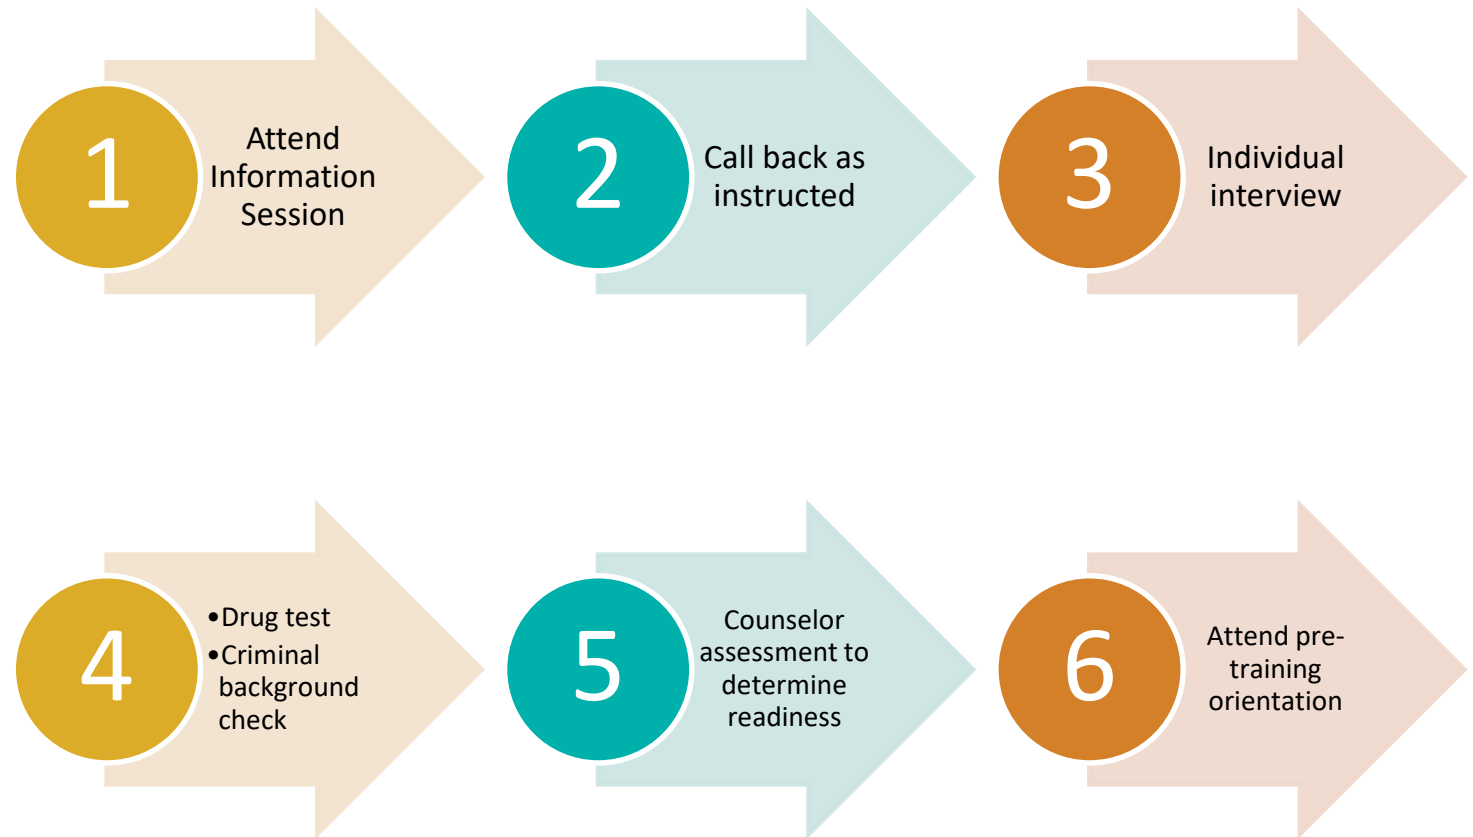 1
Attend
Information
Session
2
Call back as
instructed
3
Individual
interview
4
•Drug test
•Criminal
background
check
5
Counselor
assessment to
determine
readiness
6
Attend pre-
training
orientation